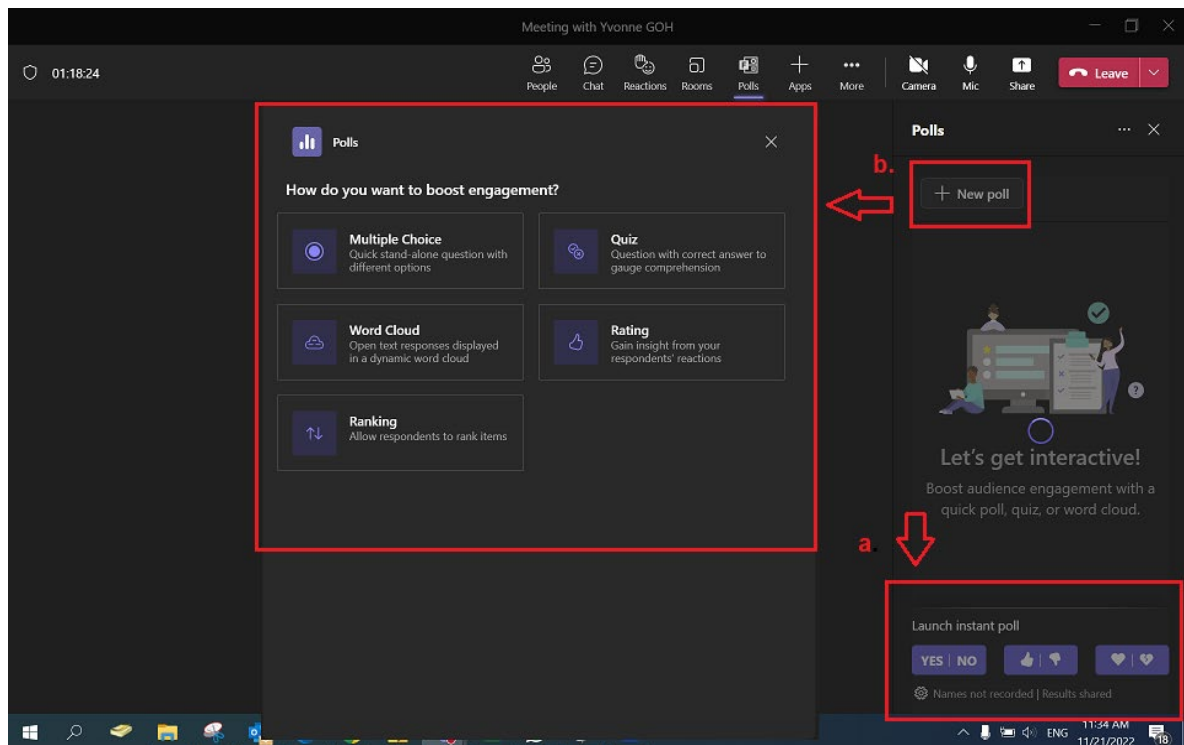 Meeting with Yvonne GOH
01:18:24
People
Chat
Reactions
Rooms
Polls
Apps
More
Camera
Mic
Share
Leave
Polls
How do you want to boost engagement?
Multiple Choice
Quick stand-alone question with
different options
Quiz
Question with correct answer to
gauge comprehension
Word Cloud
Open text responses displayed
in a dynamic word cloud
Rating
Gain insight from your
respondents' reactions
Ranking
Allow respondents to rank items
Polls
b.
+ New poll
?
Let's get interactive!
Boost audience engagement with a
quick poll, quiz, or word cloud.
a.
Launch instant poll
YES | NO
Names not recorded | Results shared
ENG
11:34 AM
11/21/2022
18